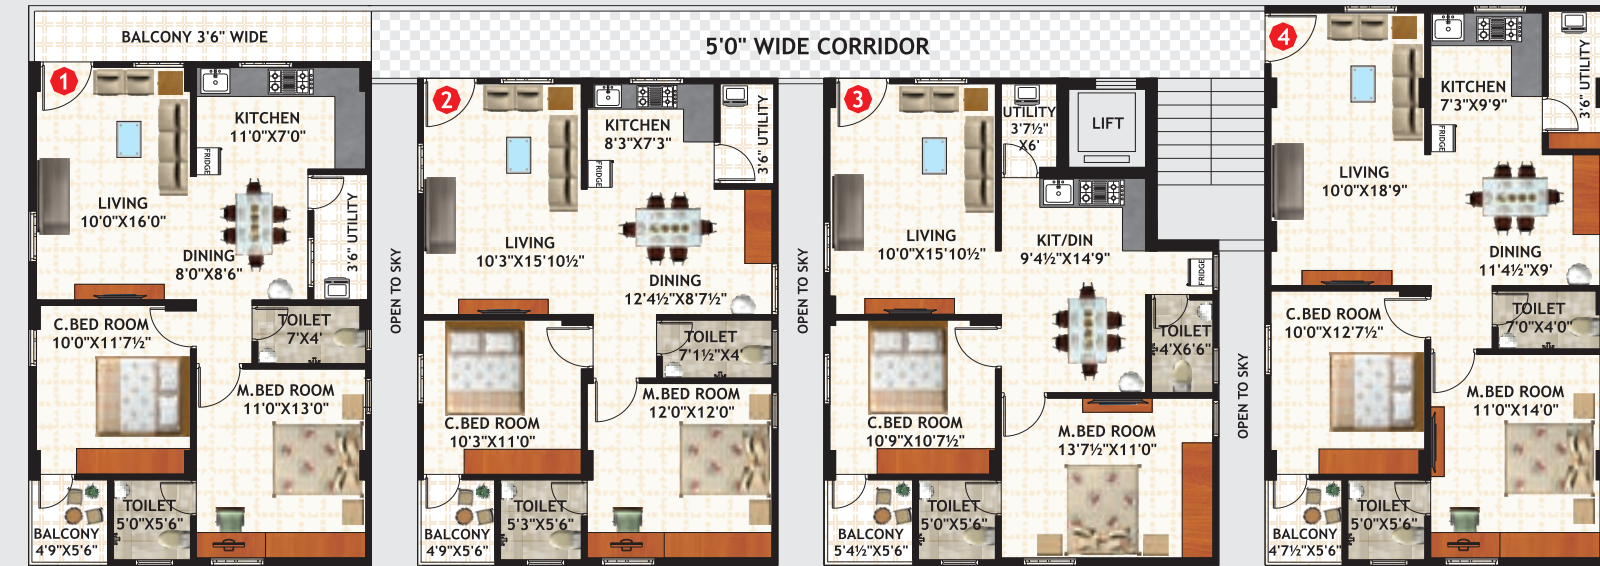 BALCONY 3'6" WIDE
5'0" WIDE CORRIDOR
1
KITCHEN
11'0"X7'0"
FRIDGE
LIVING
10'0"X16'0"
DINING
8'0"X8'6"
3'6" UTILITY
C.BED ROOM
10'0"X11'7½"
TOILET
7'X4'
M.BED ROOM
11'0"X13'0"
BALCONY
4'9"X5'6"
TOILET
5'0"X5'6"
OPEN TO SKY
2
KITCHEN
8'3"X7'3"
FRIDGE
3'6" UTILITY
LIVING
10'3"X15'10½"
DINING
12'4½"X8'7½"
TOILET
7'1½"X4'
C.BED ROOM
10'3"X11'0"
M.BED ROOM
12'0"X12'0"
BALCONY
4'9"X5'6"
TOILET
5'3"X5'6"
OPEN TO SKY
3
UTILITY
3'7½"
X6'
LIFT
LIVING
10'0"X15'10½"
KIT/DIN
9'4½"X14'9"
FRIDGE
TOILET
4'X6'6"
C.BED ROOM
10'9"X10'7½"
M.BED ROOM
13'7½"X11'0"
BALCONY
5'4½"X5'6"
TOILET
5'0"X5'6"
OPEN TO SKY
4
KITCHEN
7'3"X9'9"
FRIDGE
3'6" UTILITY
LIVING
10'0"X18'9"
DINING
11'4½"X9'
C.BED ROOM
10'0"X12'7½"
TOILET
7'0"X4'0"
M.BED ROOM
11'0"X14'0"
BALCONY
4'7½"X5'6"
TOILET
5'0"X5'6"